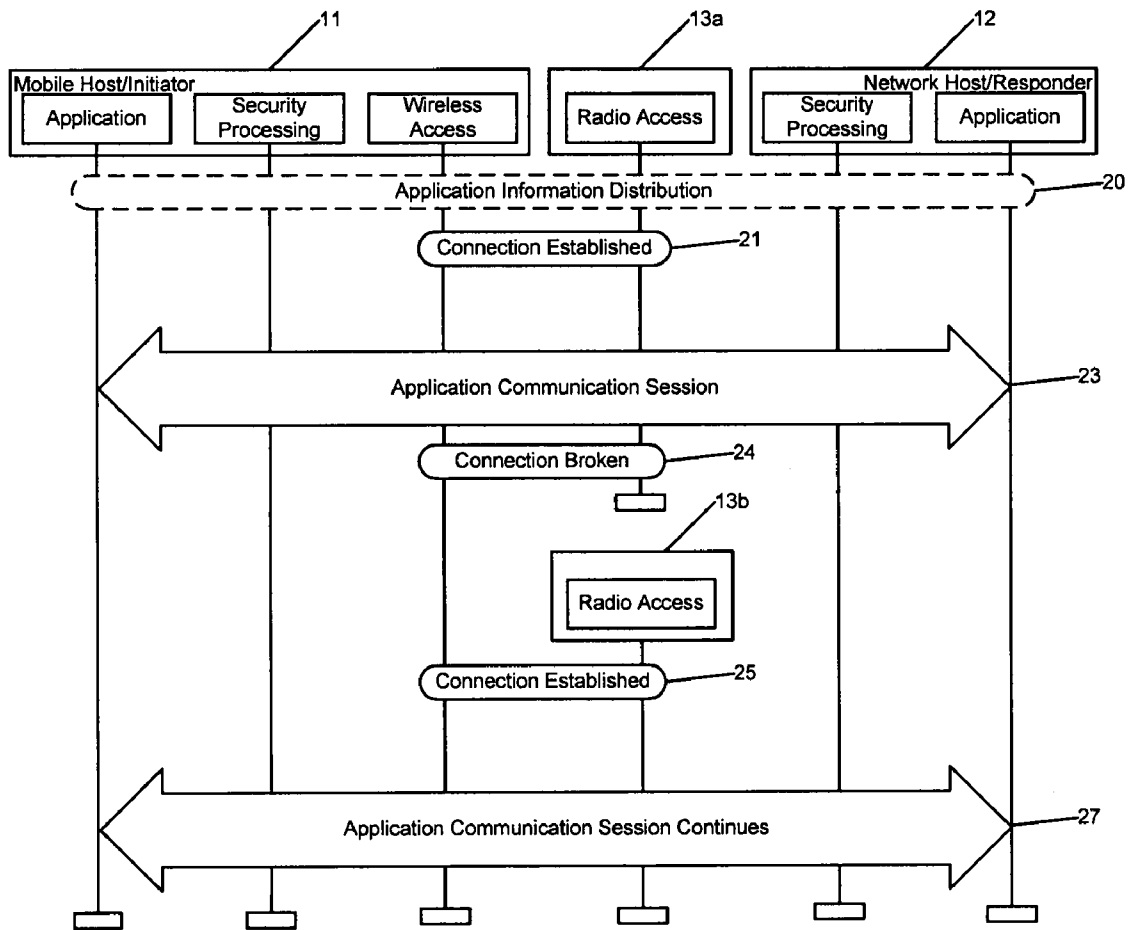 11
13a
12
Mobile Host/Initiator
Network Host/Responder
Application
Security
Processing
Wireless
Access
Radio Access
Security
Processing
Application
Application Information Distribution
20
Connection Established
21
Application Communication Session
23
Connection Broken
24
13b
Radio Access
Connection Established
25
Application Communication Session Continues
27